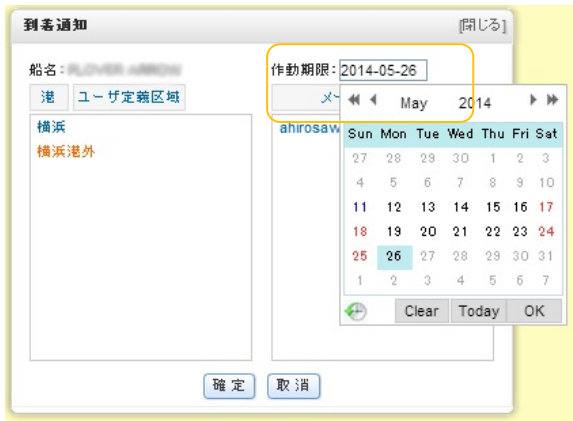 到着通知
[閉じる]
船名:
作動期限: 2014-05-26
港
ユーザ定義区域
メー
横浜
横浜港外
ahirosaw
May 2014
Sun Mon Tue Wed Thu Fri Sat
27 28 29 30 1 2 3
4 5 6 7 8 9 10
11 12 13 14 15 16 17
18 19 20 21 22 23 24
25 26 27 28 29 30 31
1 2 3 4 5 6 7
Clear Today OK
確定 取消